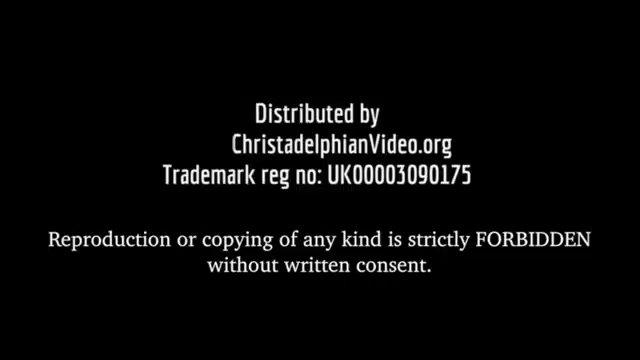 Distributed by
ChristadelphianVideo.org
Trademark reg no: UK00003090175
Reproduction or copying of any kind is strictly FORBIDDEN
without written consent.